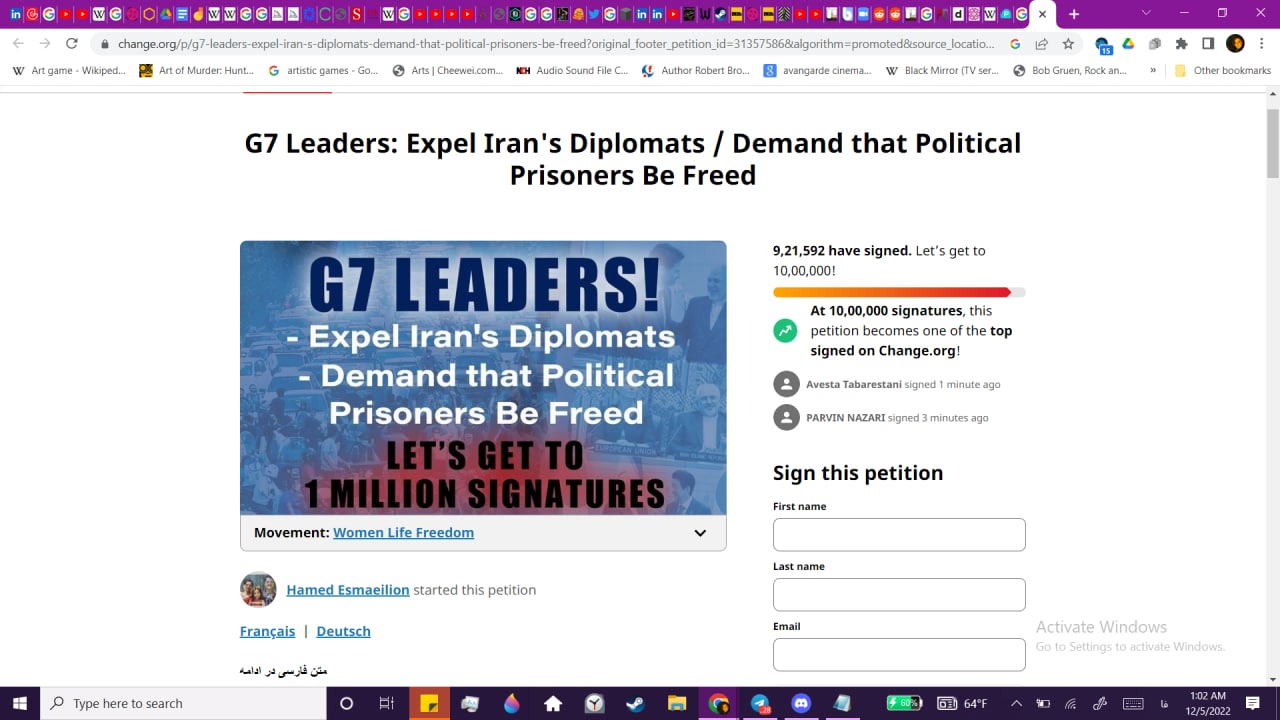 change.org/p/g7-leaders-expel-iran-s-diplomats-demand-that-political-prisoners-be-freed?original_footer_petition_id=31357586&algorithm=promoted&source_locatio...
15
Art game - Wikiped...
Art of Murder: Hunt...
artistic games - Go...
Arts | Cheewei.com...
Audio Sound File C...
Author Robert Bro...
avangarde cinema...
Black Mirror (TV ser...
Bob Gruen, Rock an...
»
Other bookmarks
G7 Leaders: Expel Iran's Diplomats / Demand that Political
Prisoners Be Freed
G7 LEADERS!
- Expel Iran's Diplomats
- Demand that Political
Prisoners Be Freed
LET'S GET TO
1 MILLION SIGNATURES
EUROPEAN UNION
Movement: Women Life Freedom
Hamed Esmaeilion started this petition
Français | Deutsch
متن فارسی در ادامه
9,21,592 have signed. Let's get to
10,00,000!
At 10,00,000 signatures, this
petition becomes one of the top
signed on Change.org!
Avesta Tabarestani signed 1 minute ago
PARVIN NAZARI signed 3 minutes ago
Sign this petition
First name
Last name
Email
Activate Windows
Go to Settings to activate Windows.
Type here to search
28
60%
64°F
فا
1:02 AM
12/5/2022